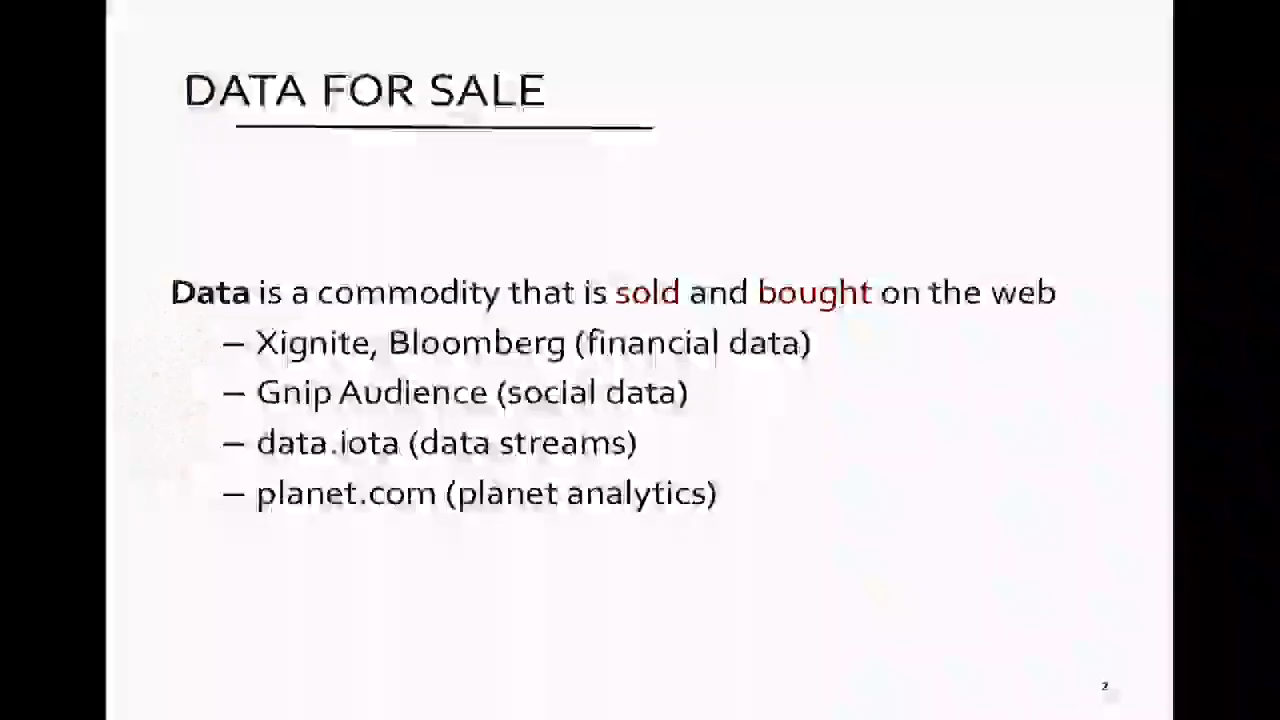 DATA FOR SALE
Data is a commodity that is sold and bought on the web
– Xignite, Bloomberg (financial data)
– Gnip Audience (social data)
– data.iota (data streams)
– planet.com (planet analytics)
2